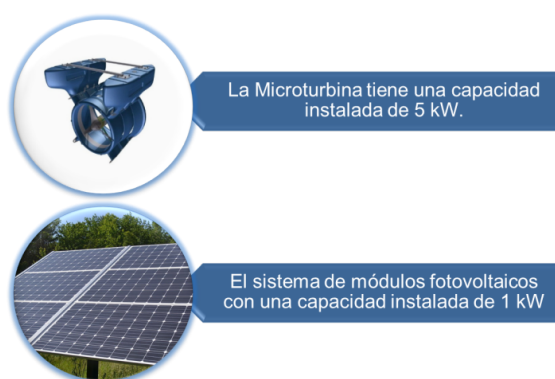 La Microturbina tiene una capacidad
instalada de 5 kW.
El sistema de módulos fotovoltaicos
con una capacidad instalada de 1 kW